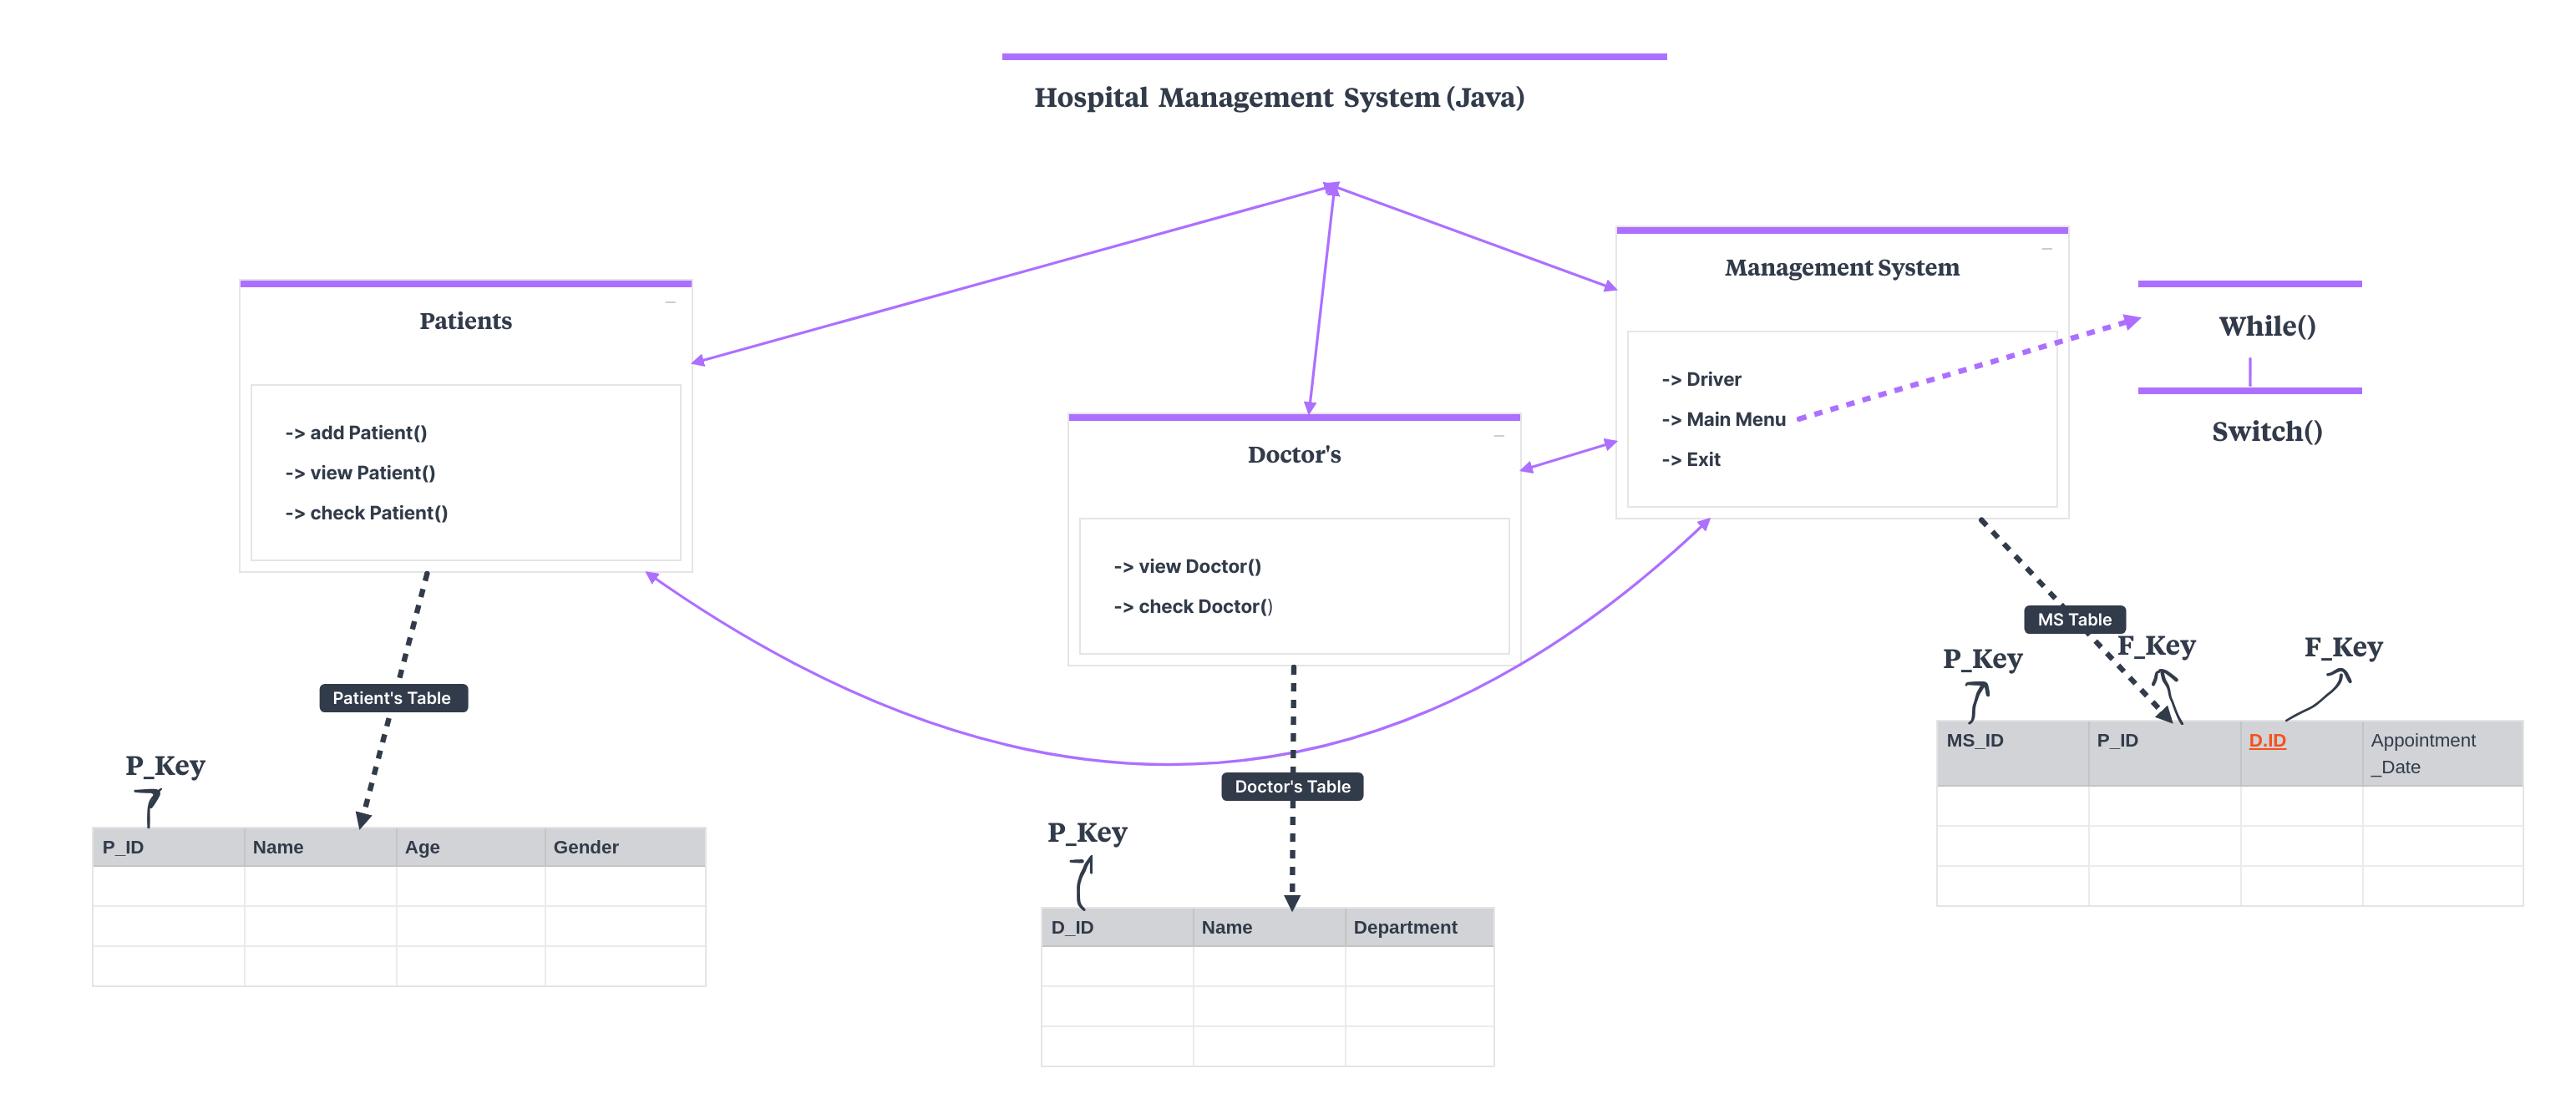 Hospital Management System (Java)
Patients
-> add Patient()
-> view Patient()
-> check Patient()
Doctor's
-> view Doctor()
-> check Doctor()
Management System
-> Driver
-> Main Menu
-> Exit
While()
Switch()
Patient's Table
P_Key
P_ID Name Age Gender
Doctor's Table
P_Key
D_ID Name Department
MS Table
P_Key F_Key F_Key
MS_ID P_ID D.ID Appointment
_Date